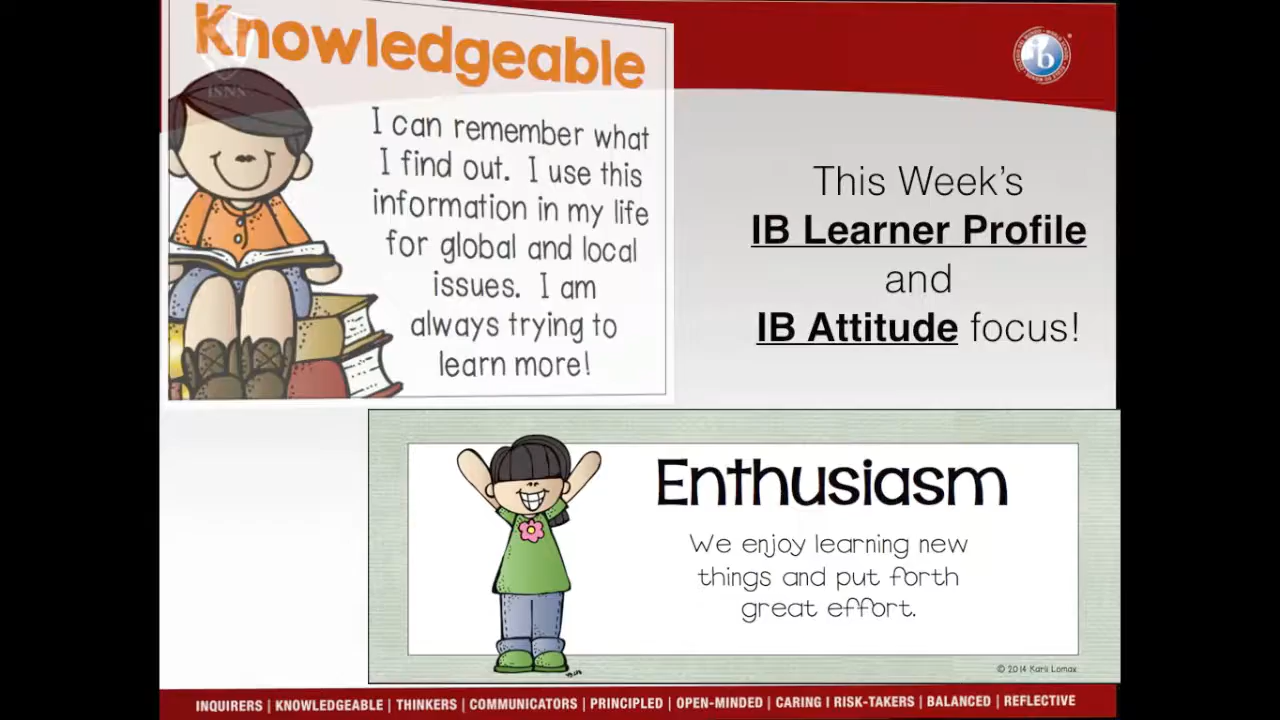 Knowledgeable
ISNS
I can remember what
I find out. I use this
information in my life
for global and local
issues. I am
always trying to
learn more!
ib
This Week's
IB Learner Profile
and
IB Attitude focus!
Enthusiasm
We enjoy learning new
things and put forth
great effort.
© 2014 Karli Lomax
INQUIRERS | KNOWLEDGEABLE | THINKERS | COMMUNICATORS | PRINCIPLED | OPEN-MINDED | CARING I RISK-TAKERS | BALANCED | REFLECTIVE